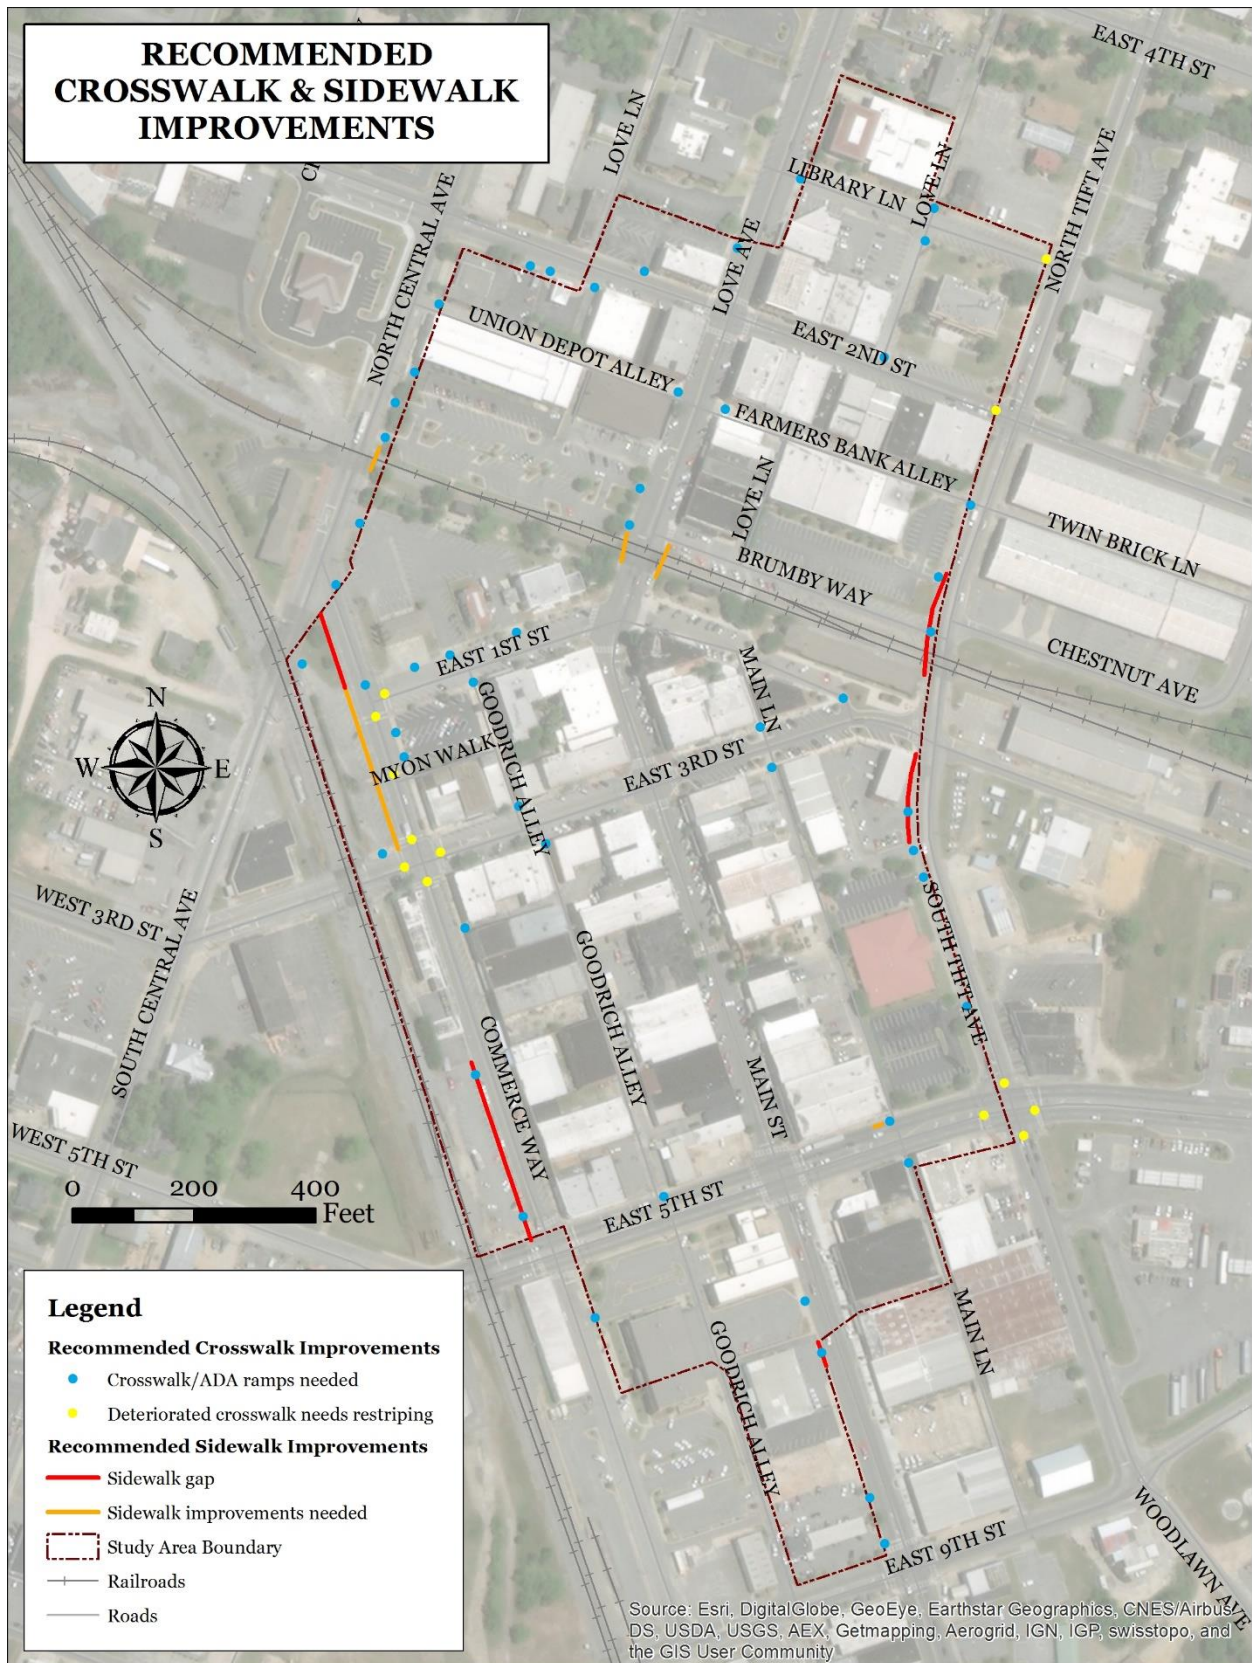 RECOMMENDED
CROSSWALK & SIDEWALK
IMPROVEMENTS
EAST 4TH ST
LOVE LN
NORTH CENTRAL AVE
LIBRARY LN
LOVE LN
NORTH TIFT AVE
LOVE AVE
UNION DEPOT ALLEY
EAST 2ND ST
FARMERS BANK ALLEY
LOVE LN
TWIN BRICK LN
BRUMBY WAY
CHESTNUT AVE
EAST 1ST ST
MAIN LN
GOODRICH ALLEY
MYON WALK
EAST 3RD ST
N
W
E
S
WEST 3RD ST
SOUTH CENTRAL AVE
SOUTH TIFT AVE
GOODRICH ALLEY
COMMERCE WAY
MAIN ST
WEST 5TH ST
0 200 400
Feet
EAST 5TH ST
MAIN LN
GOODRICH ALLEY
EAST 9TH ST
WOODLAWN AVE
Legend
Recommended Crosswalk Improvements
Crosswalk/ADA ramps needed
Deteriorated crosswalk needs restriping
Recommended Sidewalk Improvements
Sidewalk gap
Sidewalk improvements needed
Study Area Boundary
Railroads
Roads
Source: Esri, DigitalGlobe, GeoEye, Earthstar Geographics, CNES/Airbus
DS, USDA, USGS, AEX, Getmapping, Aerogrid, IGN, IGP, swisstopo, and
the GIS User Community